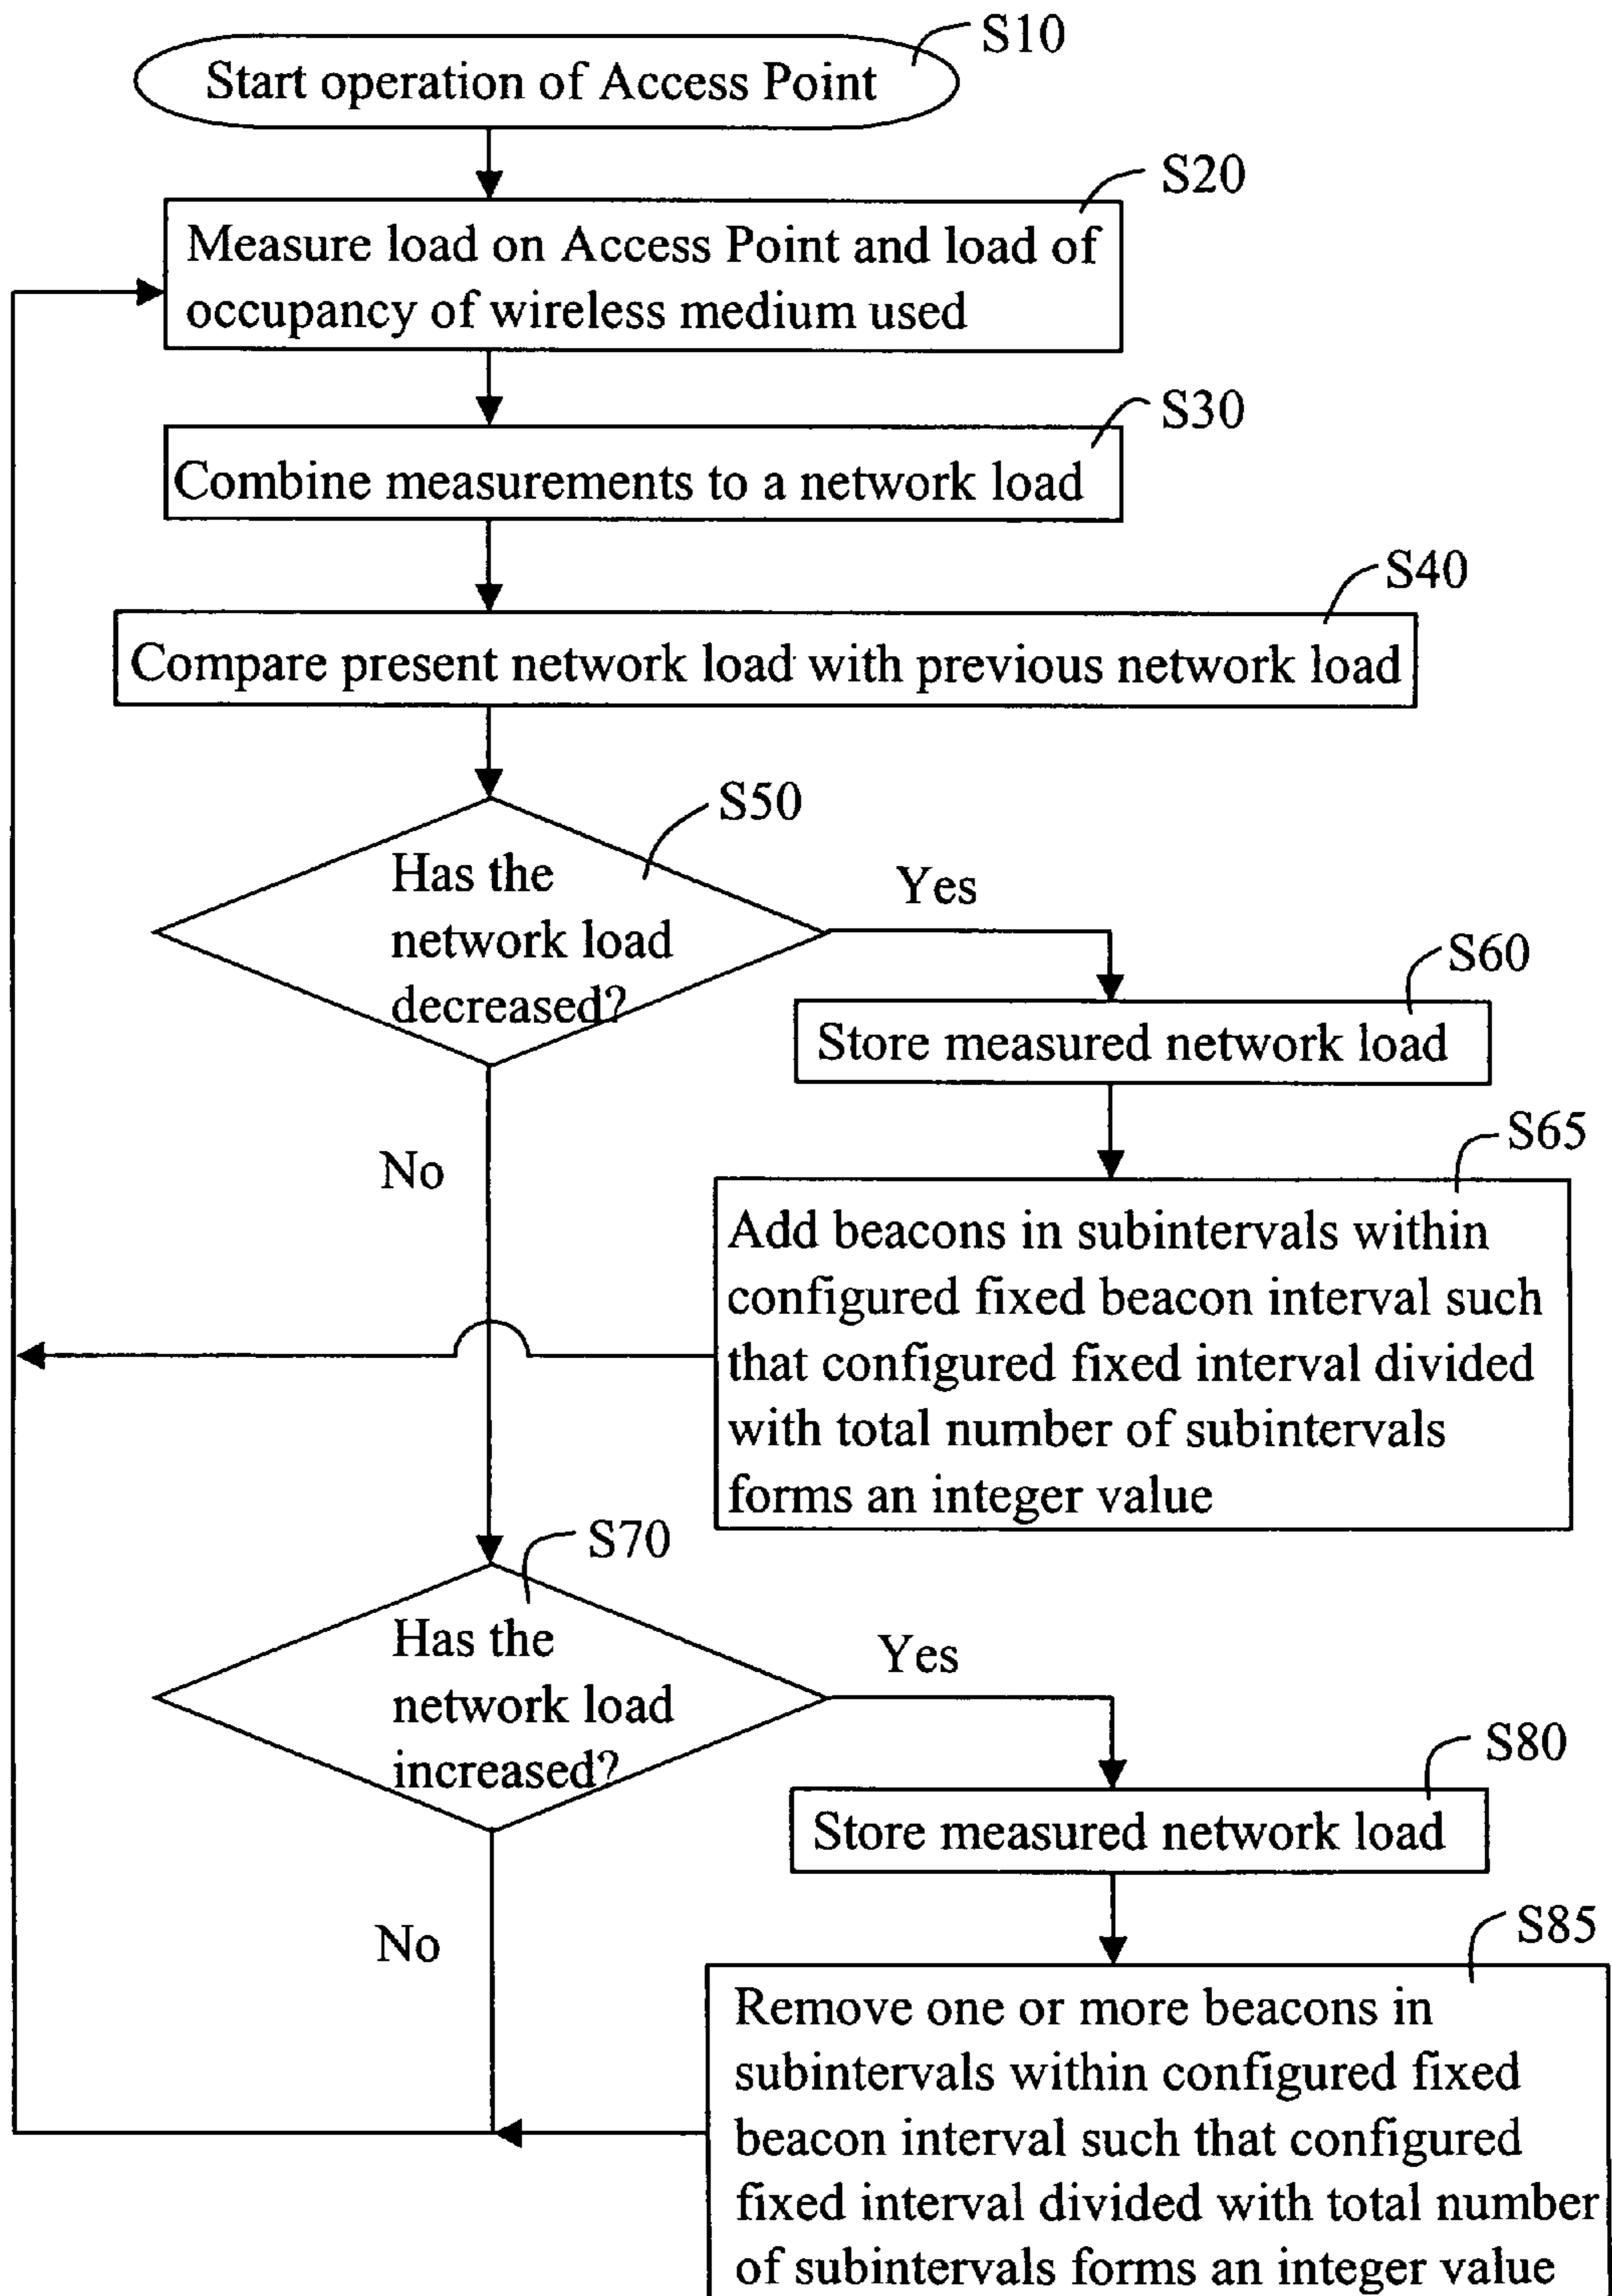 S10
Start operation of Access Point
S20
Measure load on Access Point and load of
occupancy of wireless medium used
S30
Combine measurements to a network load
S40
Compare present network load with previous network load
S50
Has the
network load
decreased?
Yes
S60
Store measured network load
No
S65
Add beacons in subintervals within
configured fixed beacon interval such
that configured fixed interval divided
with total number of subintervals
forms an integer value
S70
Has the
network load
increased?
Yes
S80
Store measured network load
No
S85
Remove one or more beacons in
subintervals within configured fixed
beacon interval such that configured
fixed interval divided with total number
of subintervals forms an integer value